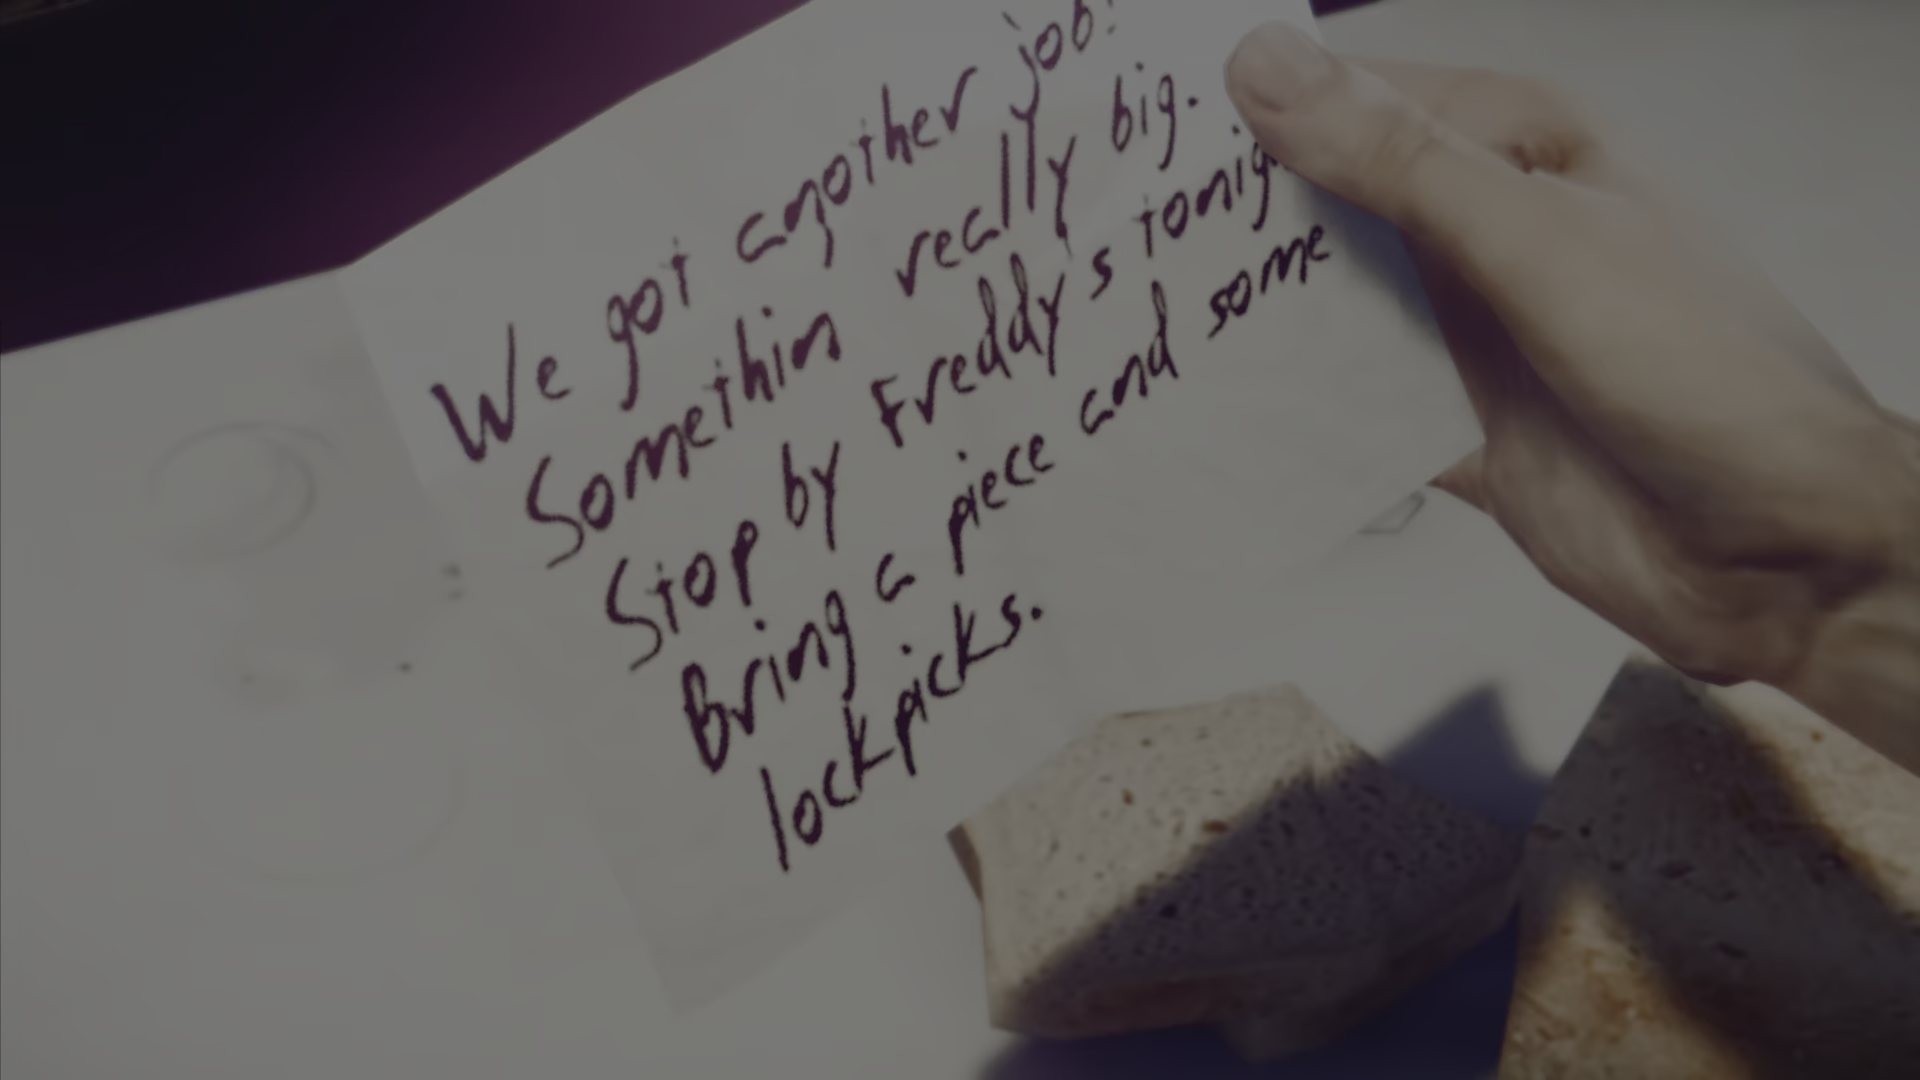 We got another job!
Somethin really big.
Stop by Freddy's
Bring a piece and some
lockpicks.